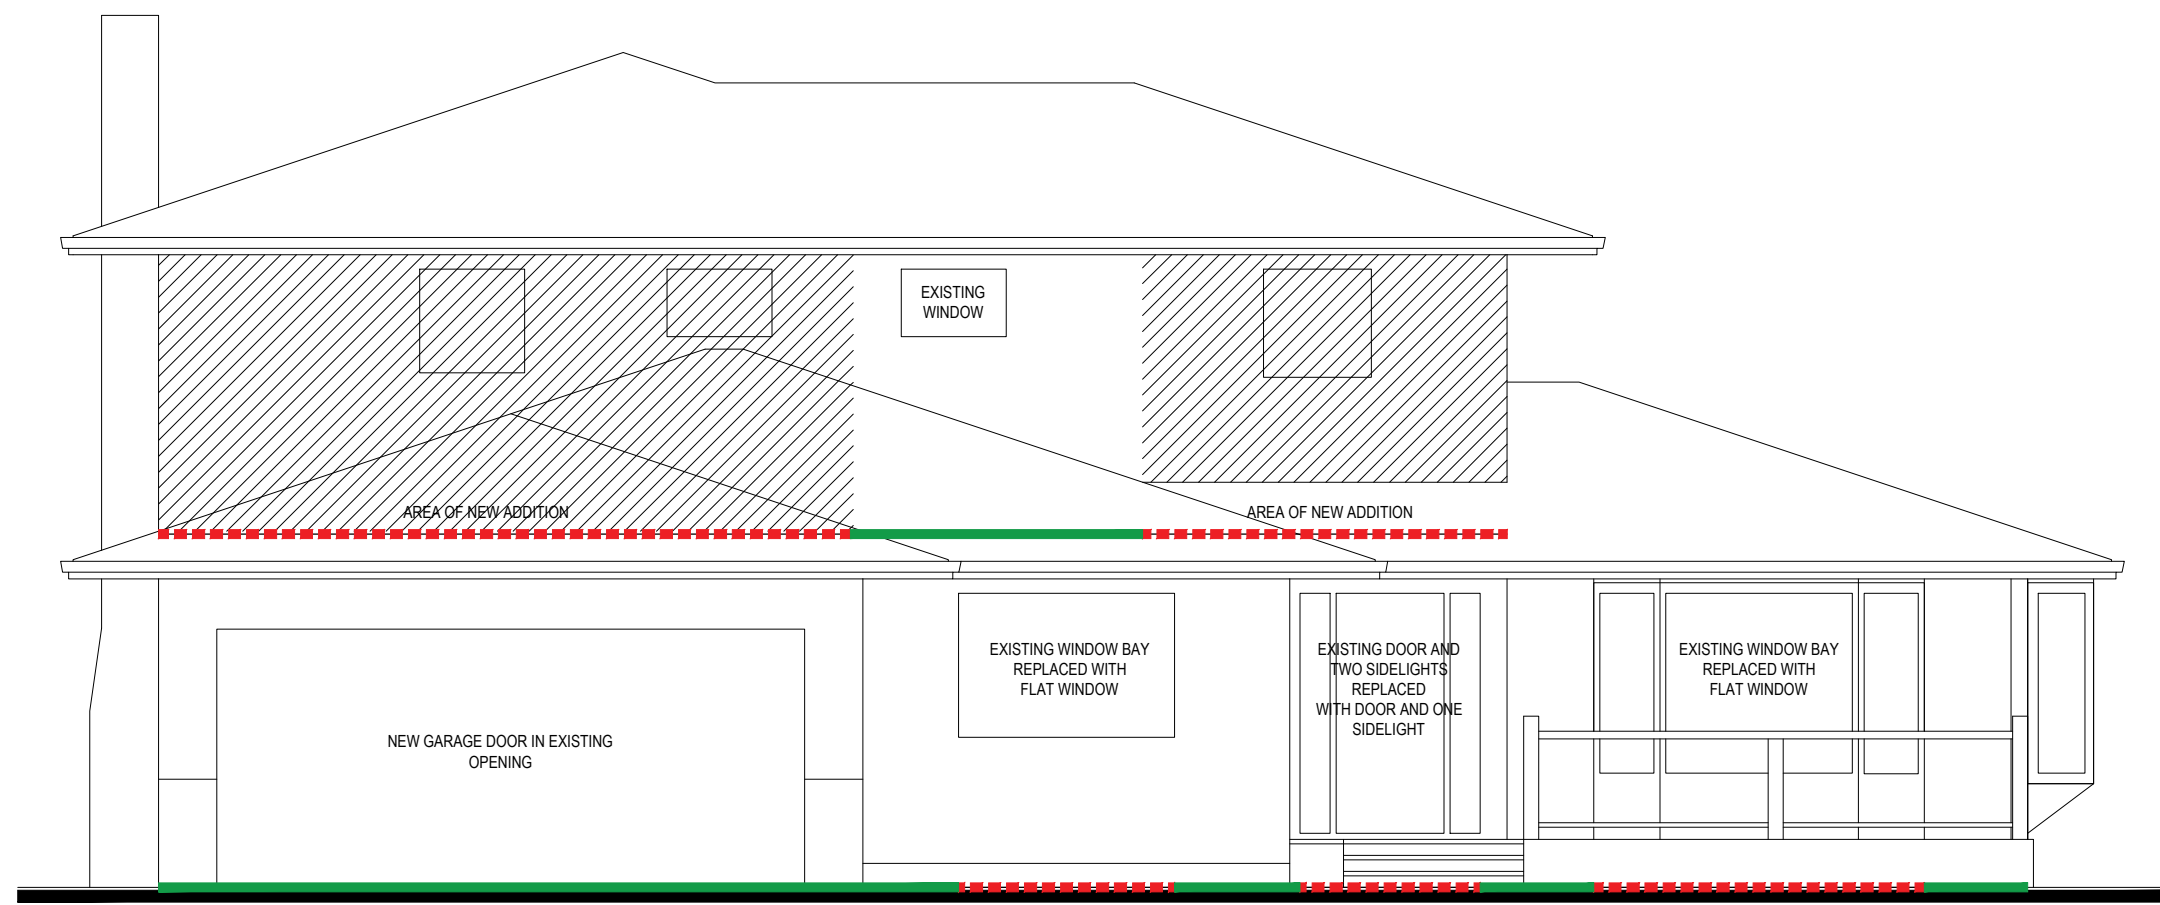 EXISTING
WINDOW
AREA OF NEW ADDITION
AREA OF NEW ADDITION
NEW GARAGE DOOR IN EXISTING
OPENING
EXISTING WINDOW BAY
REPLACED WITH
FLAT WINDOW
EXISTING DOOR AND
TWO SIDELIGHTS
REPLACED
WITH DOOR AND ONE
SIDELIGHT
EXISTING WINDOW BAY
REPLACED WITH
FLAT WINDOW